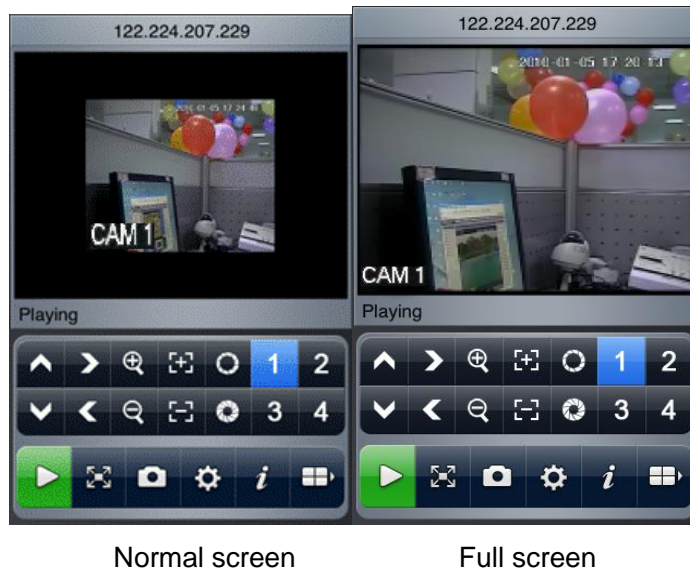 122.224.207.229
122.224.207.229
2010-01-05 17 24
2010-01-05 17 20 13
CAM 1
CAM 1
Playing
Playing
1 2
1 2
3 4
3 4
i
i
Normal screen
Full screen